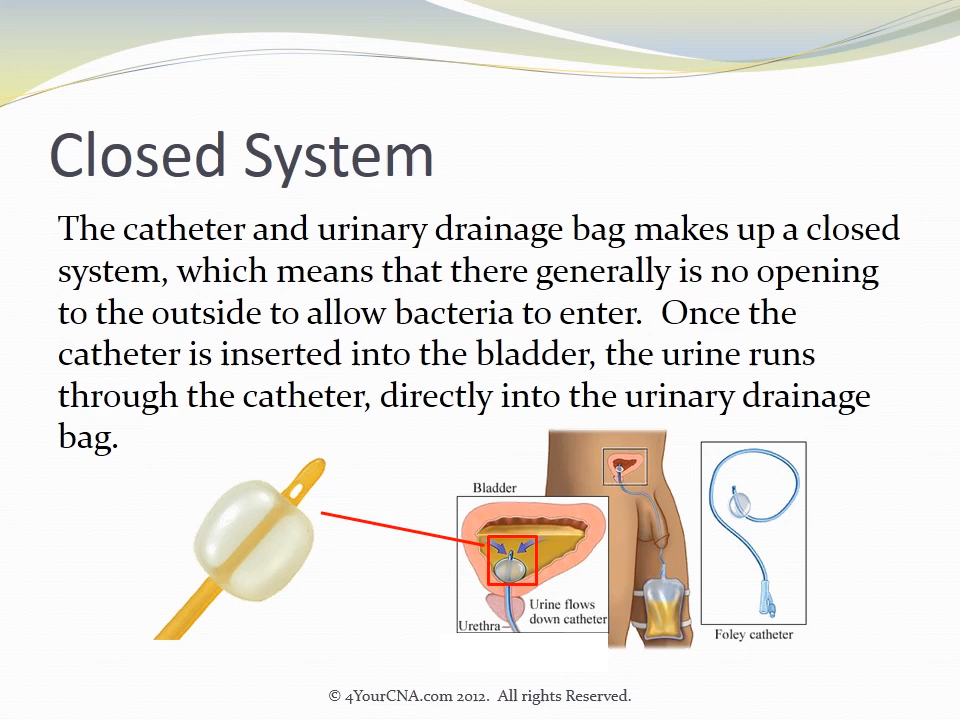 Closed System
The catheter and urinary drainage bag makes up a closed
system, which means that there generally is no opening
to the outside to allow bacteria to enter.  Once the
catheter is inserted into the bladder, the urine runs
through the catheter, directly into the urinary drainage
bag.
Bladder
Urine flows
down catheter
Urethra
Foley catheter
© 4YourCNA.com 2012.  All rights Reserved.